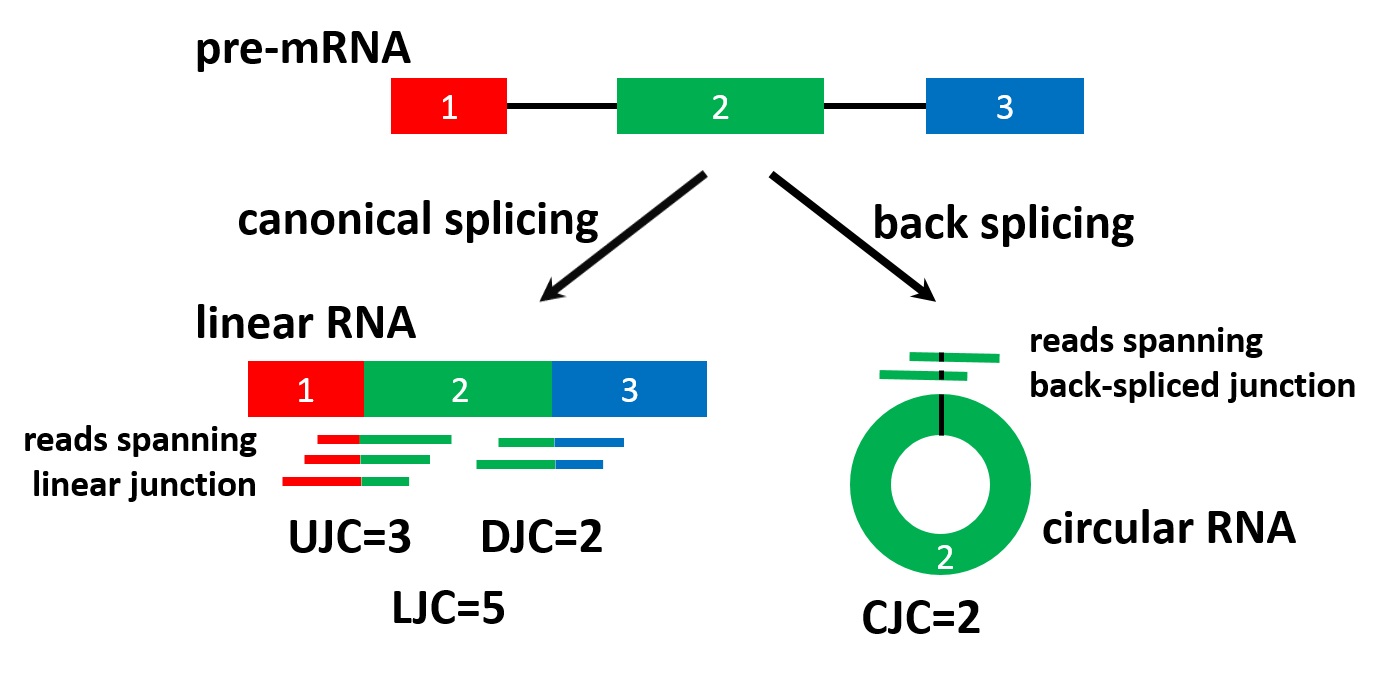 pre-mRNA
1
2
3
canonical splicing
back splicing
linear RNA
1
2
3
reads spanning
linear junction
UJC=3
DJC=2
LJC=5
reads spanning
back-spliced junction
2
circular RNA
CJC=2